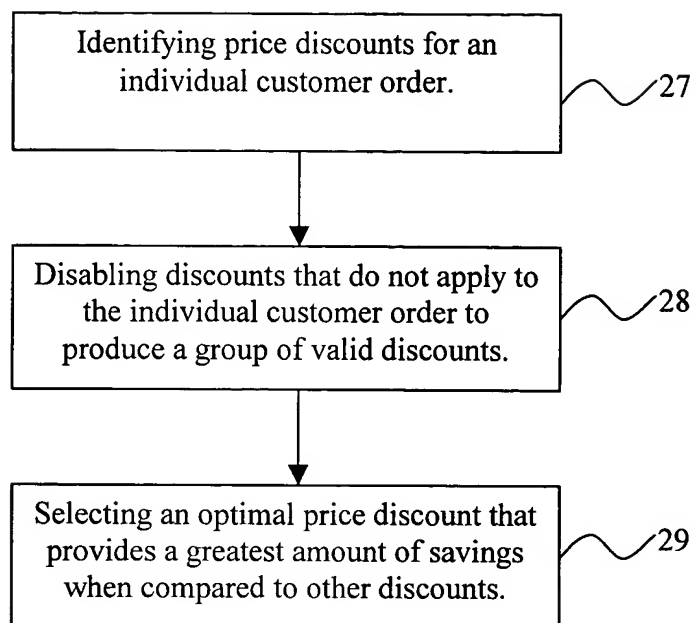 Identifying price discounts for an
individual customer order.
27
Disabling discounts that do not apply to
the individual customer order to
produce a group of valid discounts.
28
Selecting an optimal price discount that
provides a greatest amount of savings
when compared to other discounts.
29